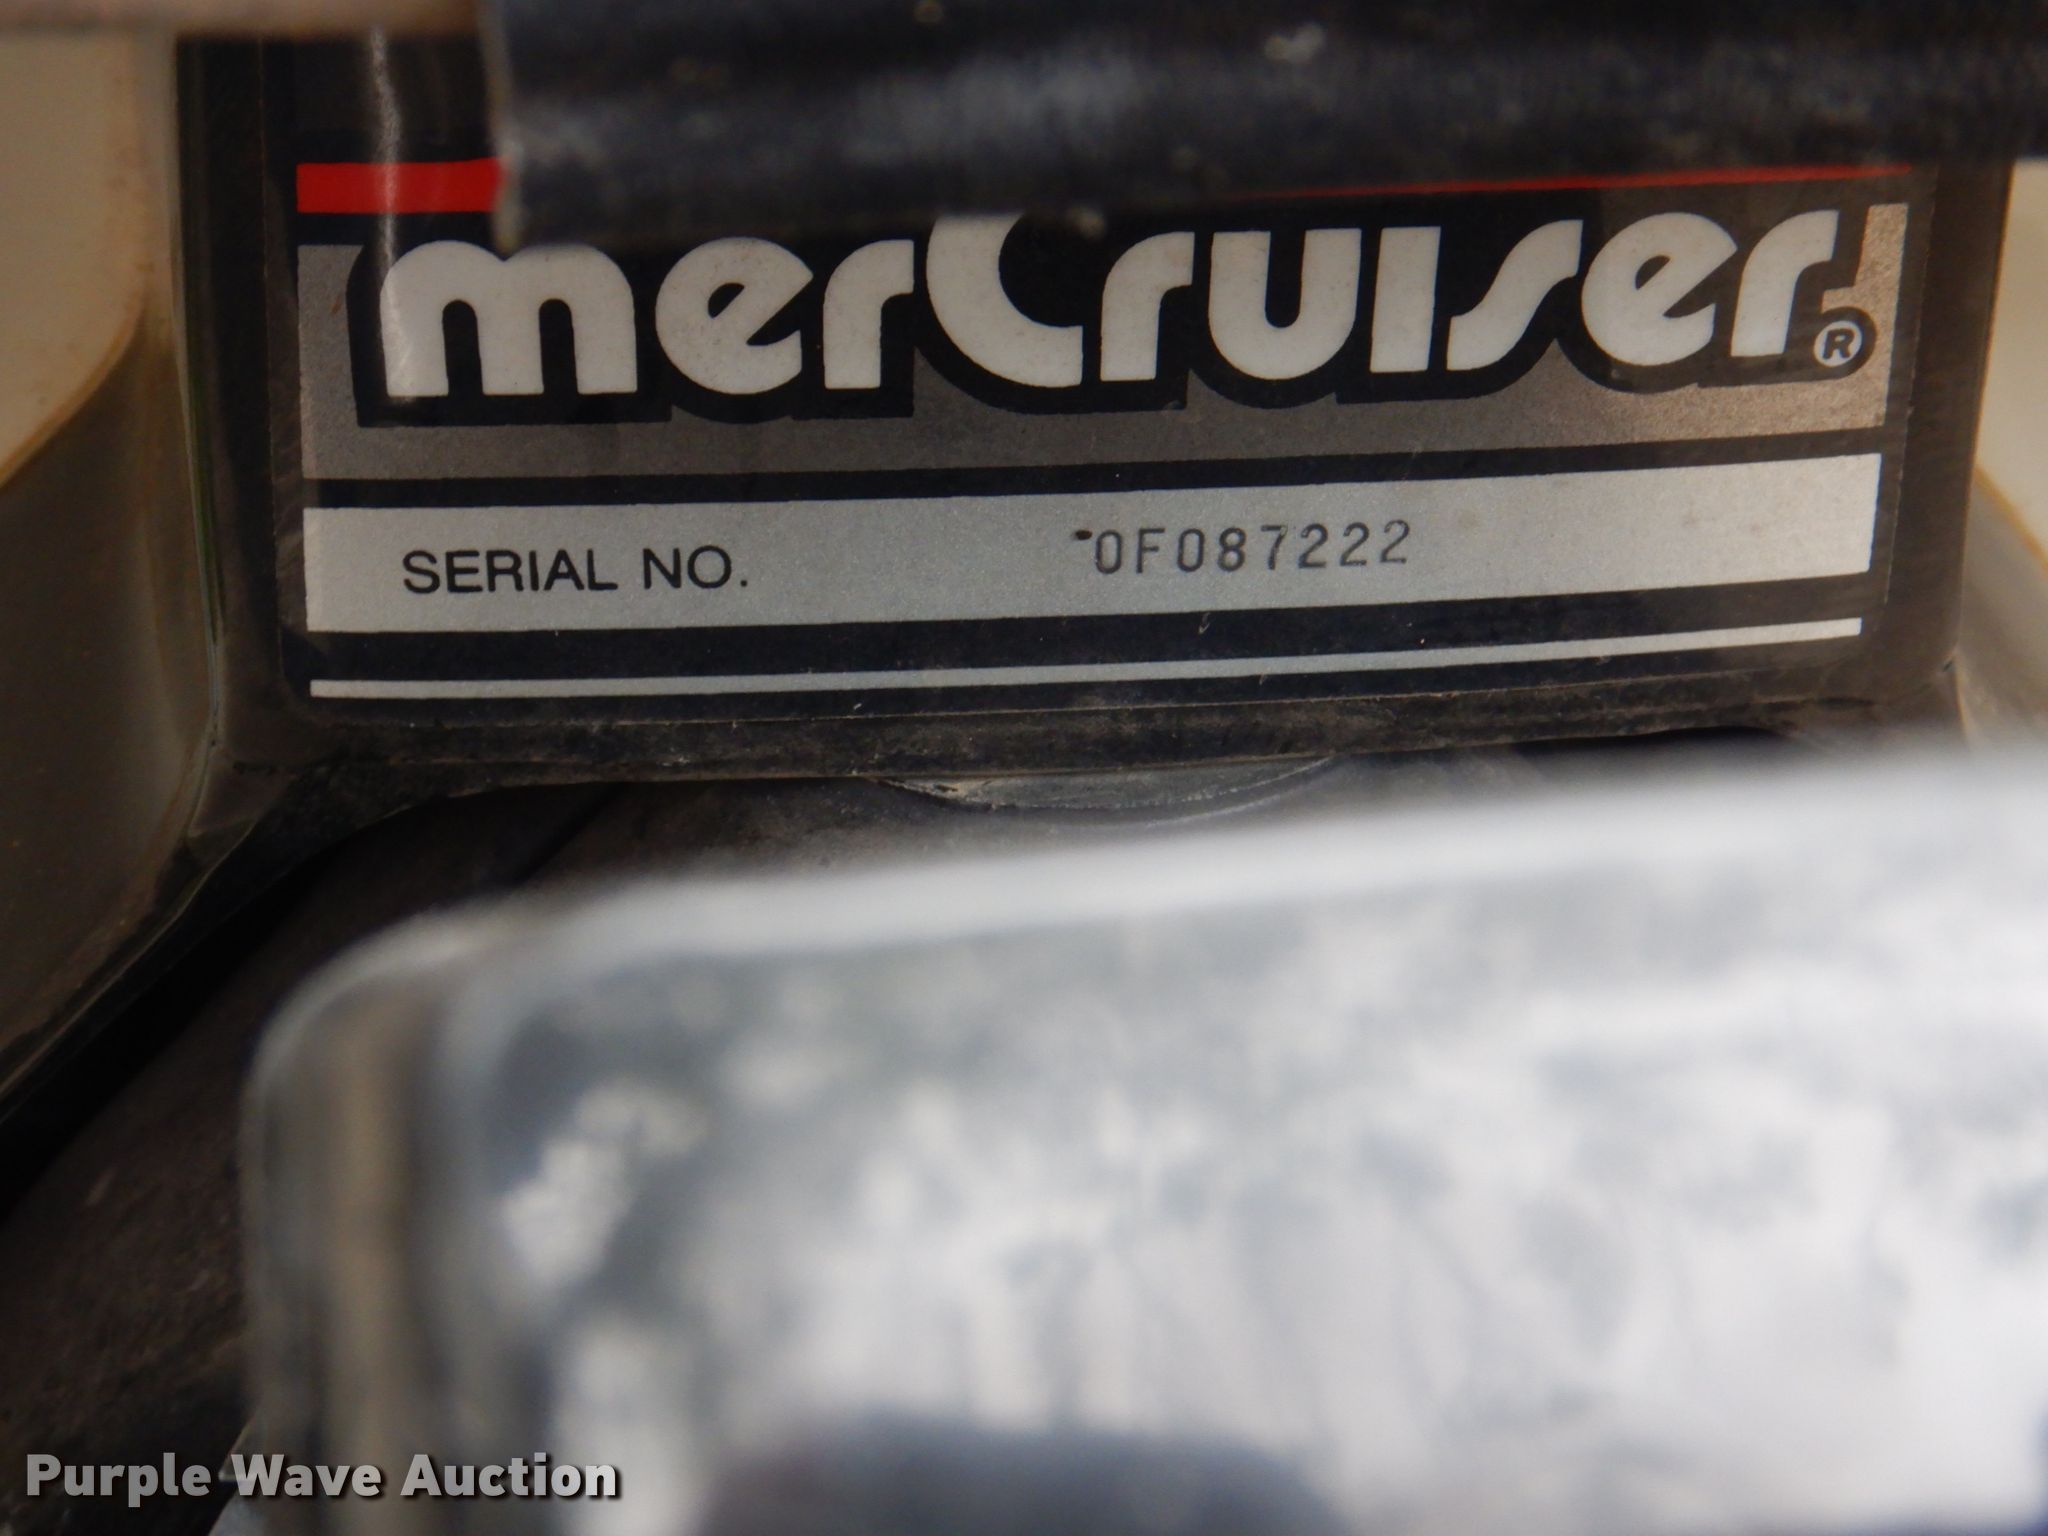 merCruiser®
SERIAL NO. 0F087222
Purple Wave Auction